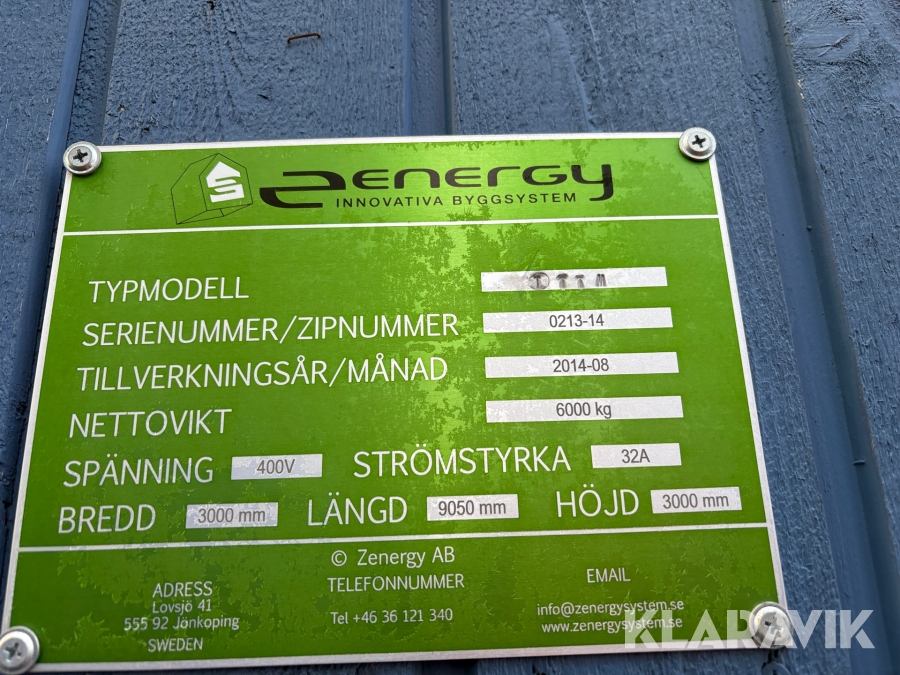 S
Zenergy
INNOVATIVA BYGGSYSTEM
TYPMODELL
SERIENUMMER/ZIPNUMMER 0213-14
TILLVERKNINGSÅR/MÅNAD 2014-08
NETTOVIKT 6000 kg
SPÄNNING 400V STRÖMSTYRKA 32A
BREDD 3000 mm LÄNGD 9050 mm HÖJD 3000 mm
© Zenergy AB
ADRESS
Lovsjö 41
555 92 Jönkoping
SWEDEN
TELEFONNUMMER
Tel +46 36 121 340
EMAIL
info@zenergysystem.se
www.zenergysystem.se
KLARAVIK